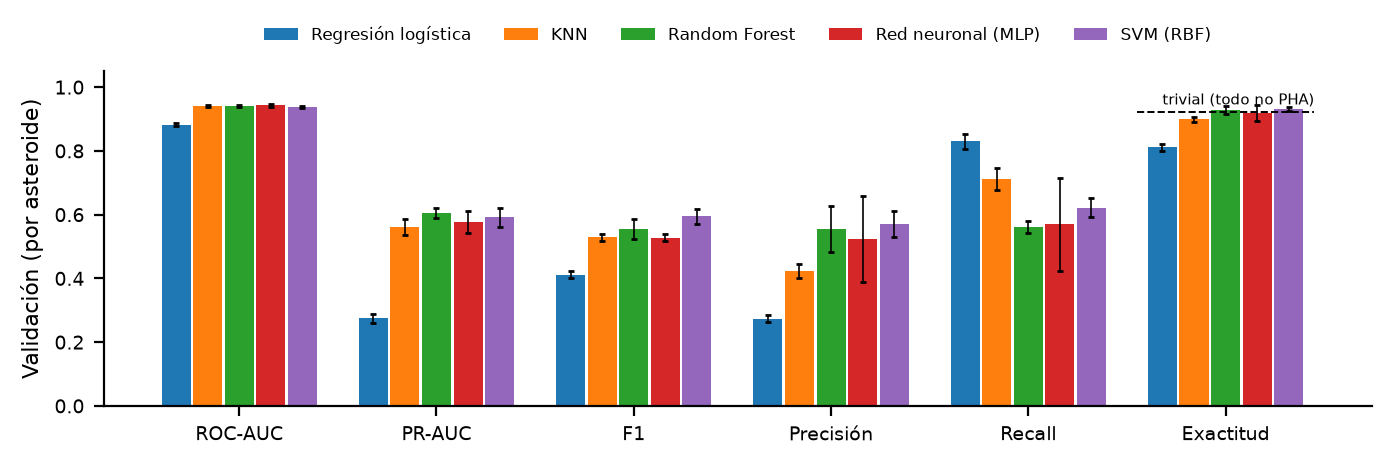 Regresión logística KNN Random Forest Red neuronal (MLP) SVM (RBF)
trivial (todo no PHA)
Validación (por asteroide)
1.0
0.8
0.6
0.4
0.2
0.0
ROC-AUC PR-AUC F1 Precisión Recall Exactitud